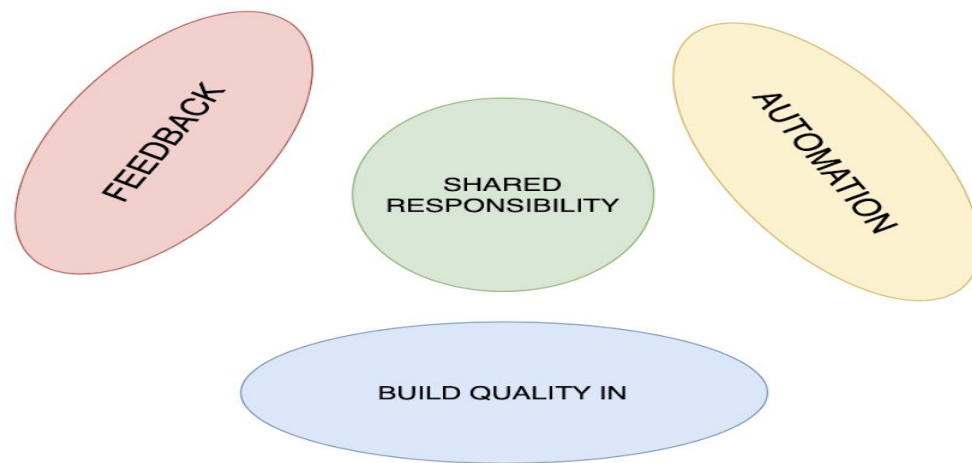 FEEDBACK
AUTOMATION
SHARED
RESPONSIBILITY
BUILD QUALITY IN